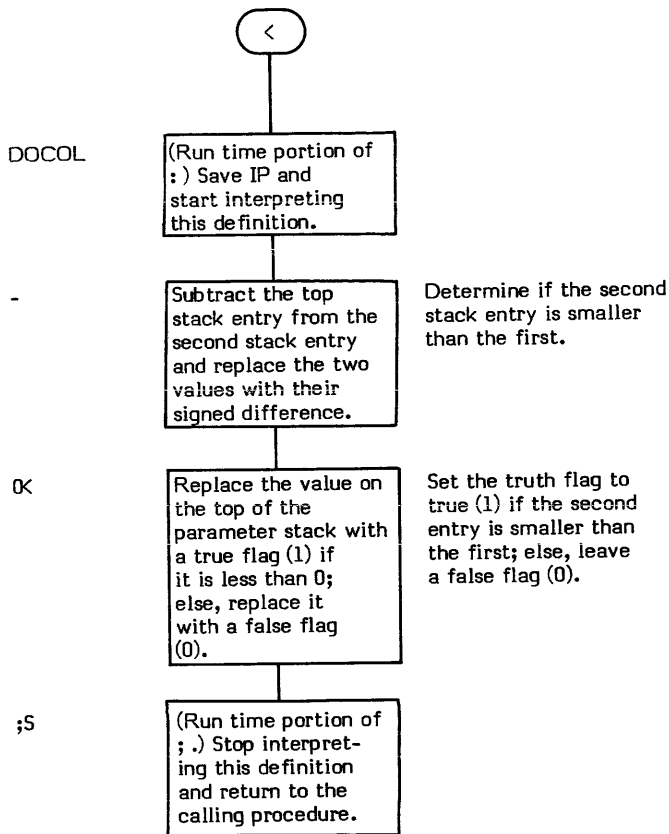 <
DOCOL
(Run time portion of
: ) Save IP and
start interpreting
this definition.
-
Subtract the top
stack entry from the
second stack entry
and replace the two
values with their
signed difference.
Determine if the second
stack entry is smaller
than the first.
0<
Replace the value on
the top of the
parameter stack with
a true flag (1) if
it is less than 0;
else, replace it
with a false flag
(0).
Set the truth flag to
true (1) if the second
entry is smaller than
the first; else, leave
a false flag (0).
;S
(Run time portion of
; .) Stop interpret-
ing this definition
and return to the
calling procedure.